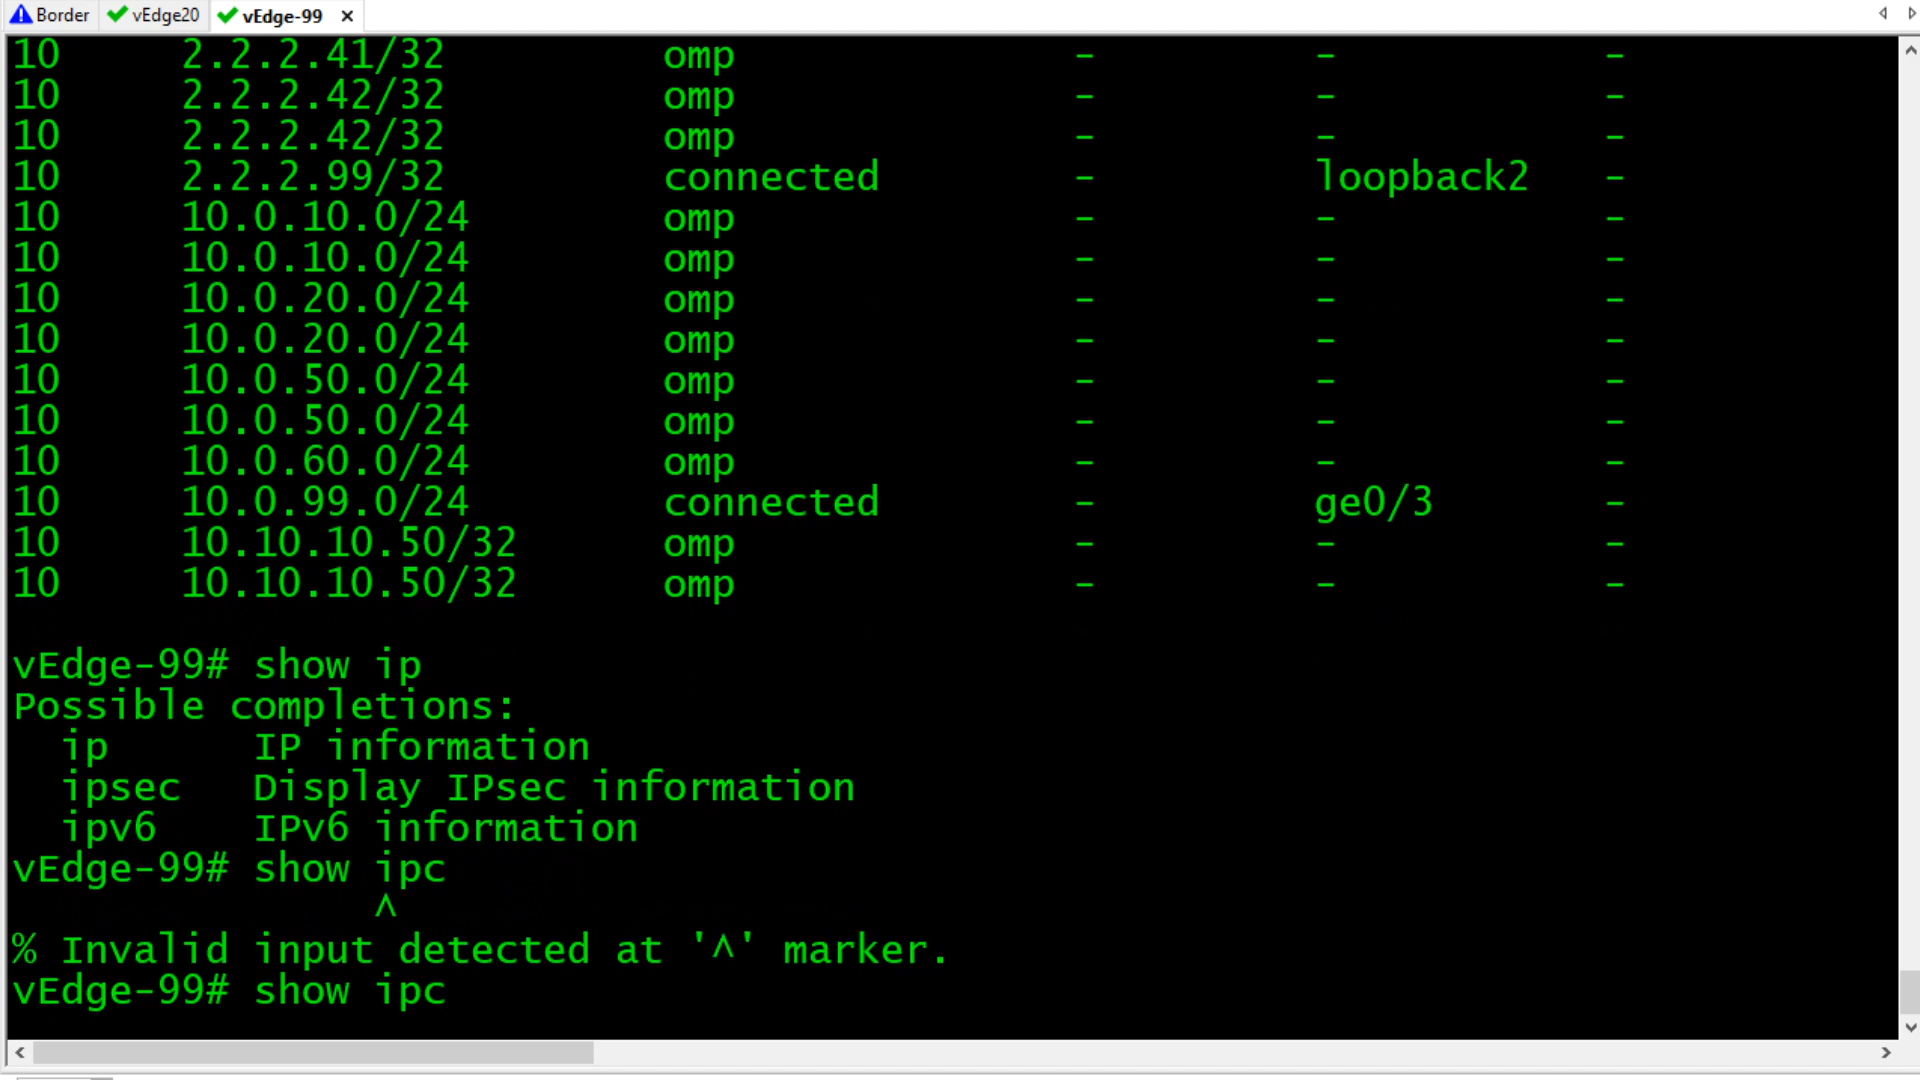 Border vEdge20 vEdge-99
10 2.2.2.41/32 omp - - -
10 2.2.2.42/32 omp - - -
10 2.2.2.42/32 omp - - -
10 2.2.2.99/32 connected - loopback2 -
10 10.0.10.0/24 omp - - -
10 10.0.10.0/24 omp - - -
10 10.0.20.0/24 omp - - -
10 10.0.20.0/24 omp - - -
10 10.0.50.0/24 omp - - -
10 10.0.50.0/24 omp - - -
10 10.0.60.0/24 omp - - -
10 10.0.99.0/24 connected - ge0/3 -
10 10.10.10.50/32 omp - - -
10 10.10.10.50/32 omp - - -
vEdge-99# show ip
Possible completions:
ip IP information
ipsec Display IPsec information
ipv6 IPv6 information
vEdge-99# show ipc
^
% Invalid input detected at '^' marker.
vEdge-99# show ipc